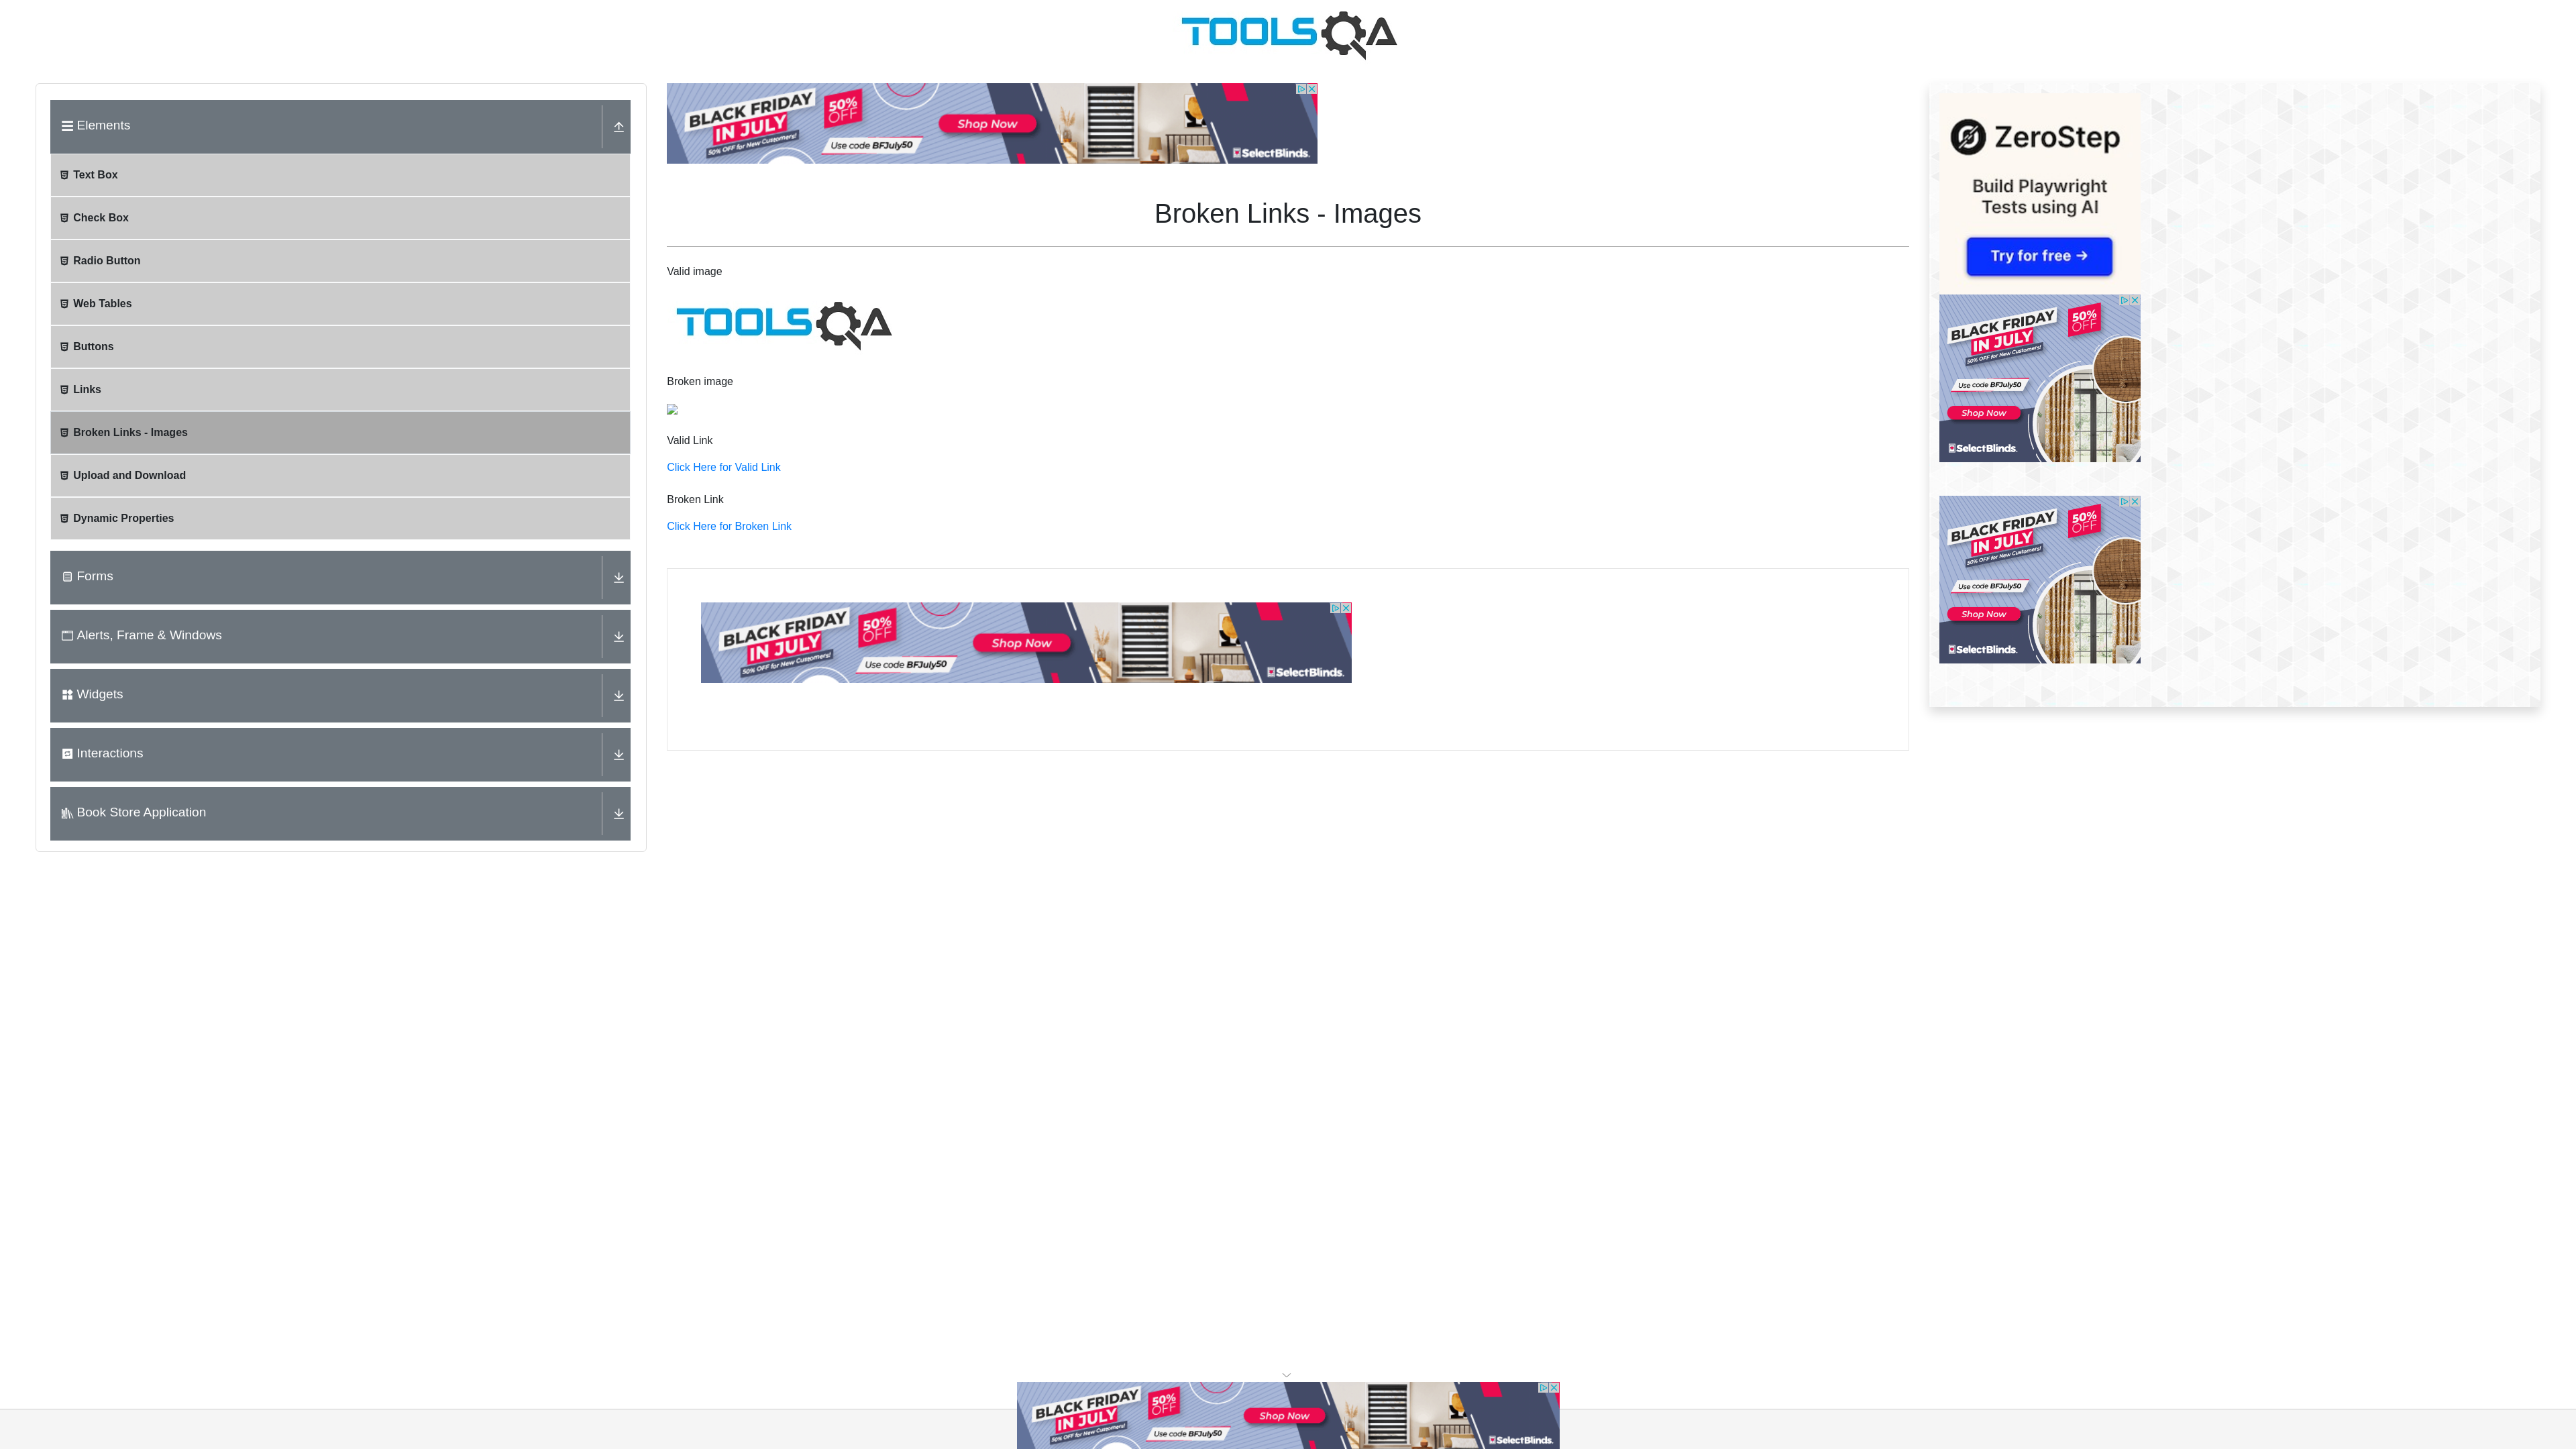 TOOLSQA
Elements
Text Box
Check Box
Radio Button
Web Tables
Buttons
Links
Broken Links - Images
Upload and Download
Dynamic Properties
Forms
Alerts, Frame & Windows
Widgets
Interactions
Book Store Application
BLACK FRIDAY
IN JULY
50% OFF for New Customers!
50%
OFF
Use code BFJuly50
Shop Now
SelectBlinds.
Broken Links - Images
Valid image
TOOLSQA
Broken image
Valid Link
Click Here for Valid Link
Broken Link
Click Here for Broken Link
BLACK FRIDAY
IN JULY
50% OFF for New Customers!
50%
OFF
Use code BFJuly50
Shop Now
SelectBlinds.
ZeroStep
Build Playwright
Tests using AI
Try for free →
BLACK FRIDAY
IN JULY
50% OFF for New Customers!
50%
OFF
Use code BFJuly50
Shop Now
SelectBlinds.
BLACK FRIDAY
IN JULY
50% OFF for New Customers!
50%
OFF
Use code BFJuly50
Shop Now
SelectBlinds.
BLACK FRIDAY
IN JULY
50% OFF for New Customers!
50%
OFF
Use code BFJuly50
Shop Now
SelectBlinds.